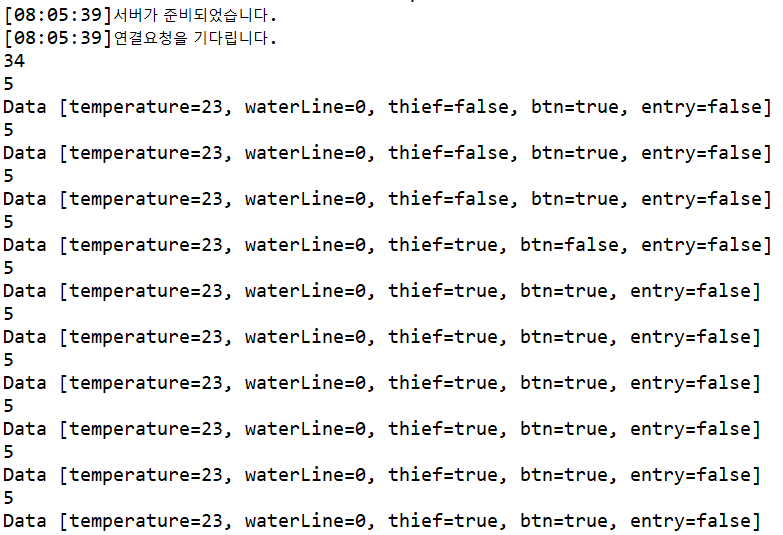 [08:05:39]서버가 준비되었습니다.
[08:05:39]연결요청을 기다립니다.
34
5
Data [temperature=23, waterLine=0, thief=false, btn=true, entry=false]
5
Data [temperature=23, waterLine=0, thief=false, btn=true, entry=false]
5
Data [temperature=23, waterLine=0, thief=false, btn=true, entry=false]
5
Data [temperature=23, waterLine=0, thief=true, btn=false, entry=false]
5
Data [temperature=23, waterLine=0, thief=true, btn=true, entry=false]
5
Data [temperature=23, waterLine=0, thief=true, btn=true, entry=false]
5
Data [temperature=23, waterLine=0, thief=true, btn=true, entry=false]
5
Data [temperature=23, waterLine=0, thief=true, btn=true, entry=false]
5
Data [temperature=23, waterLine=0, thief=true, btn=true, entry=false]
5
Data [temperature=23, waterLine=0, thief=true, btn=true, entry=false]